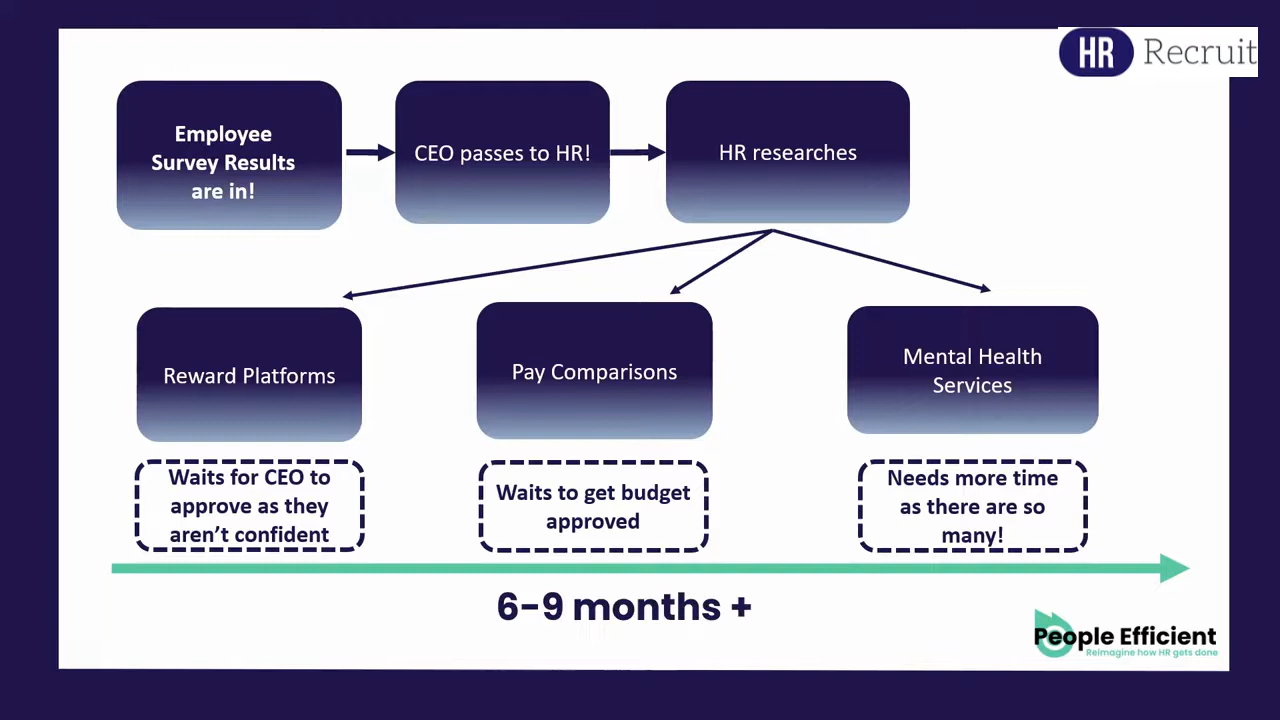 HR Recruit
Employee
Survey Results
are in!
CEO passes to HR!
HR researches
Reward Platforms
Pay Comparisons
Mental Health
Services
Waits for CEO to
approve as they
aren't confident
Waits to get budget
approved
Needs more time
as there are so
many!
6-9 months +
People Efficient
Reimagine how HR gets done